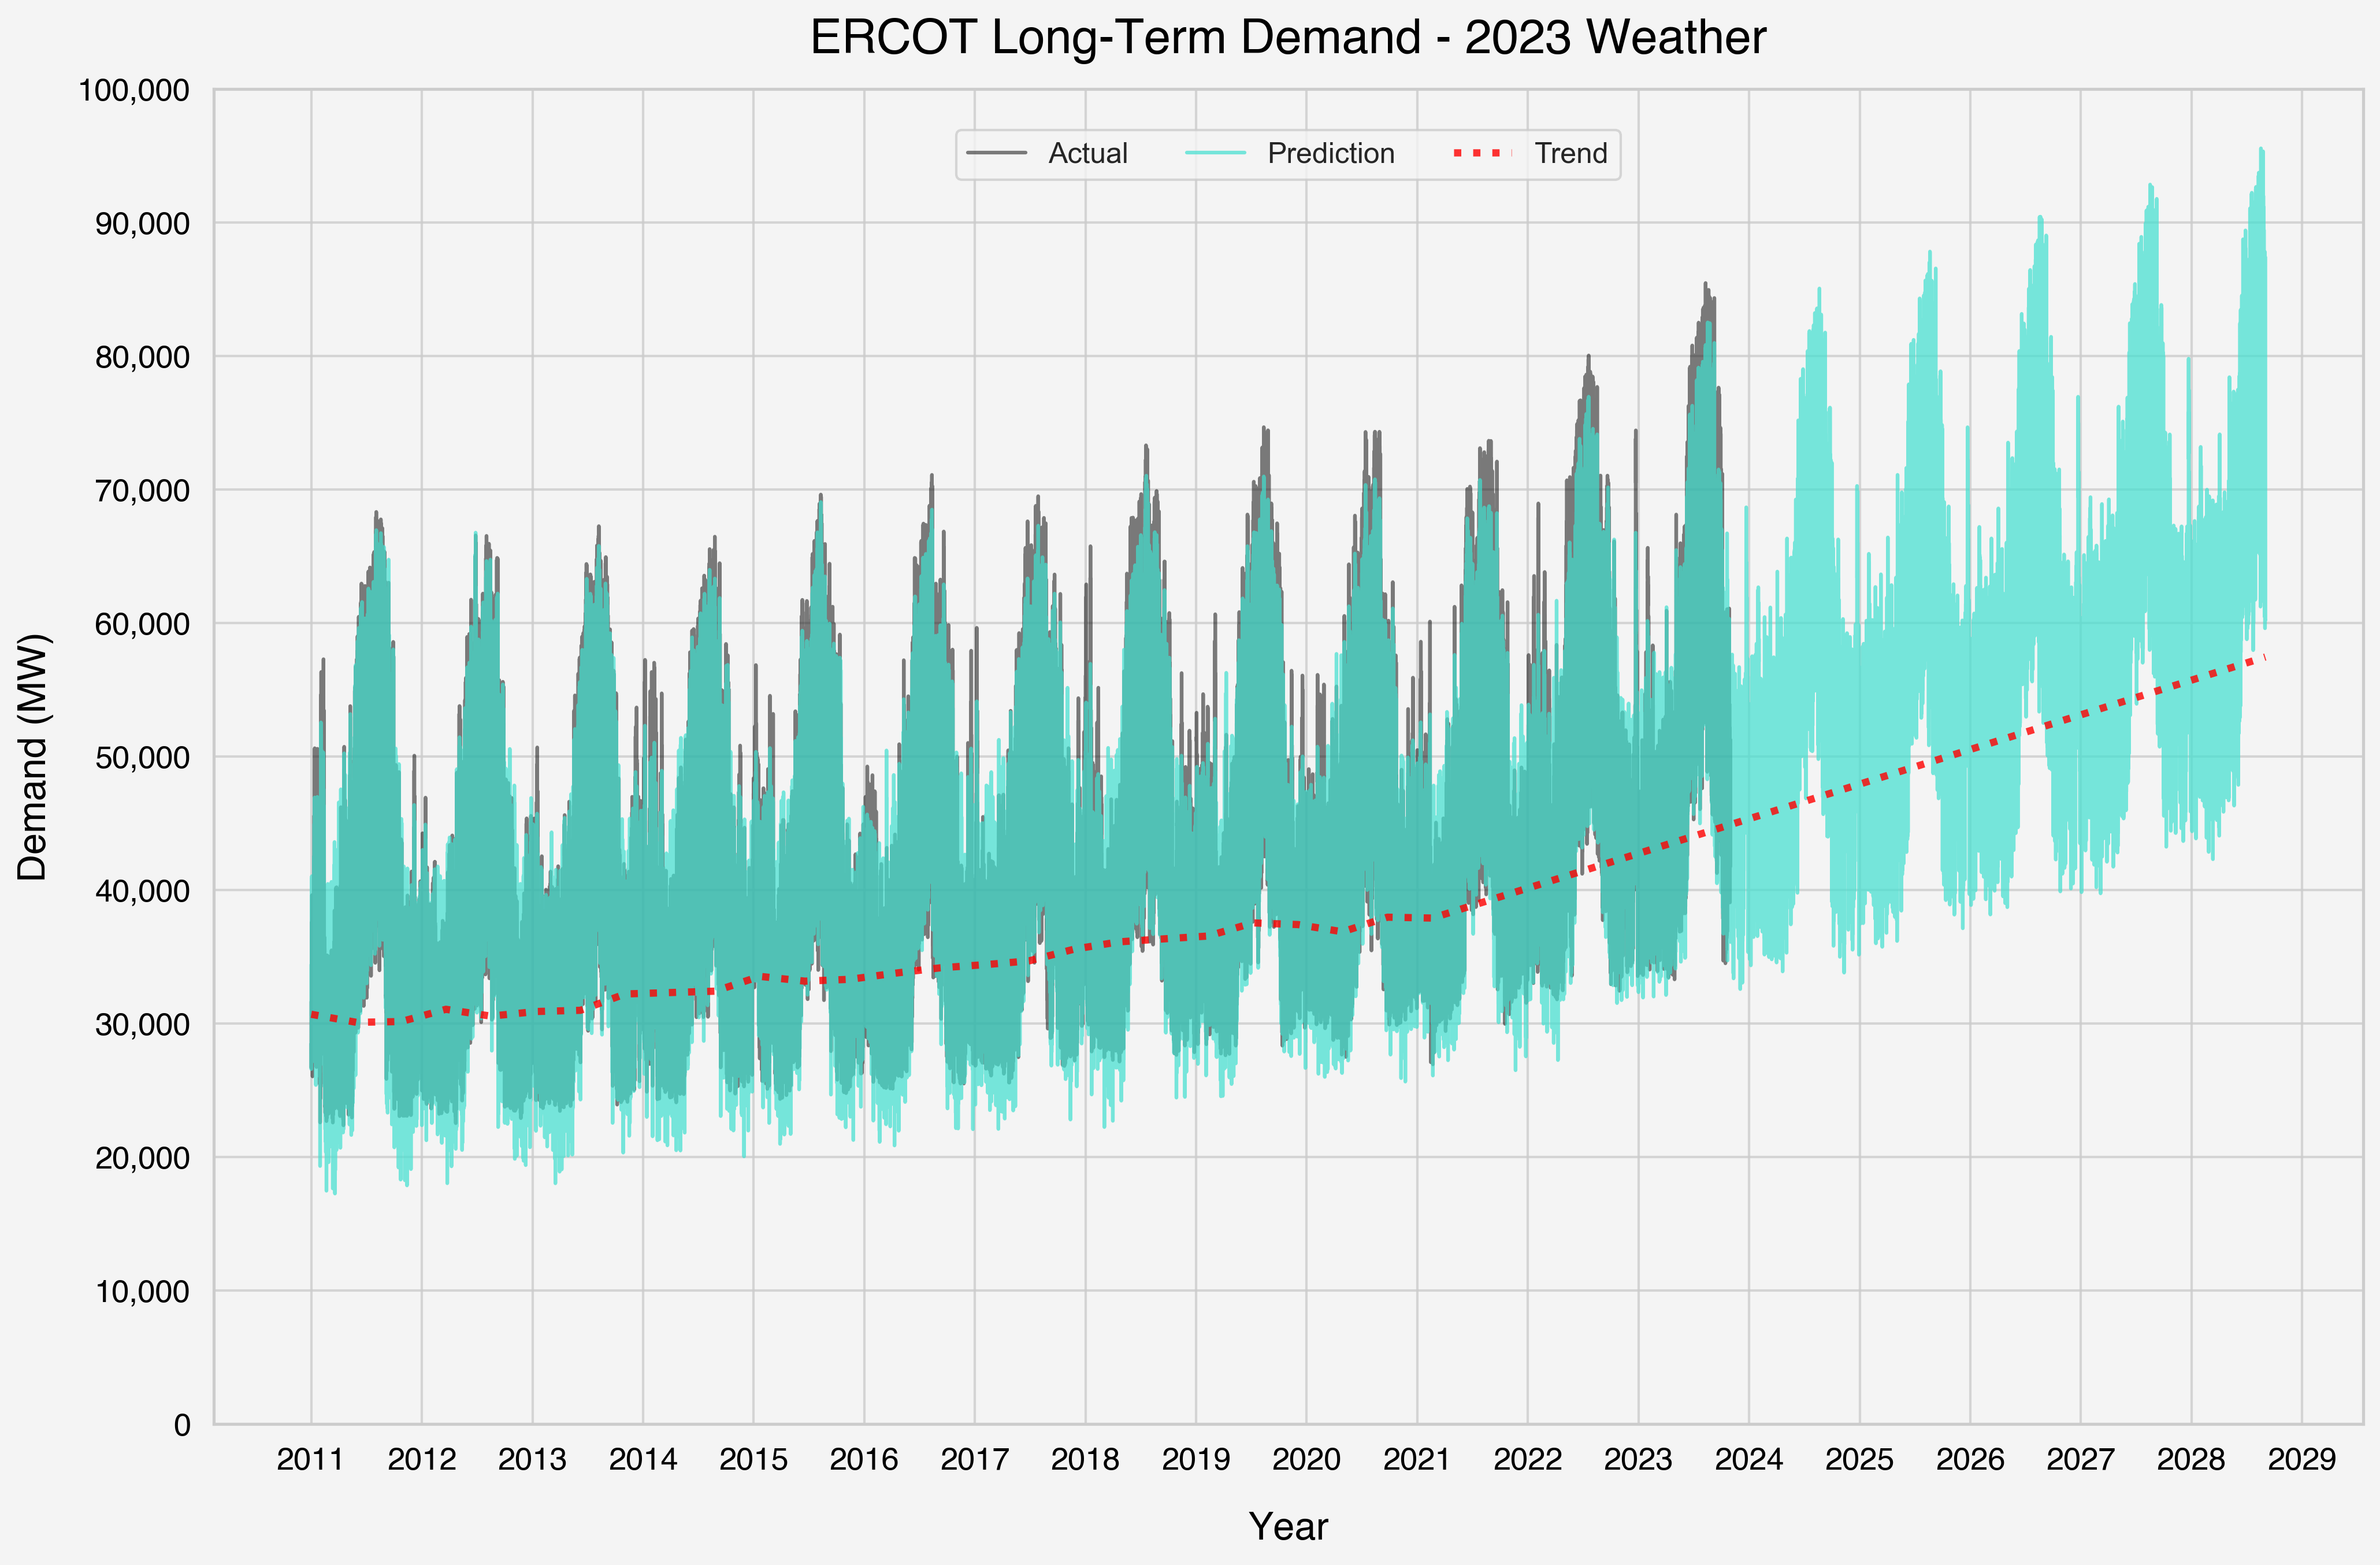 ERCOT Long-Term Demand - 2023 Weather
Actual Prediction Trend
Demand (MW)
100,000
90,000
80,000
70,000
60,000
50,000
40,000
30,000
20,000
10,000
0
2011 2012 2013 2014 2015 2016 2017 2018 2019 2020 2021 2022 2023 2024 2025 2026 2027 2028 2029
Year